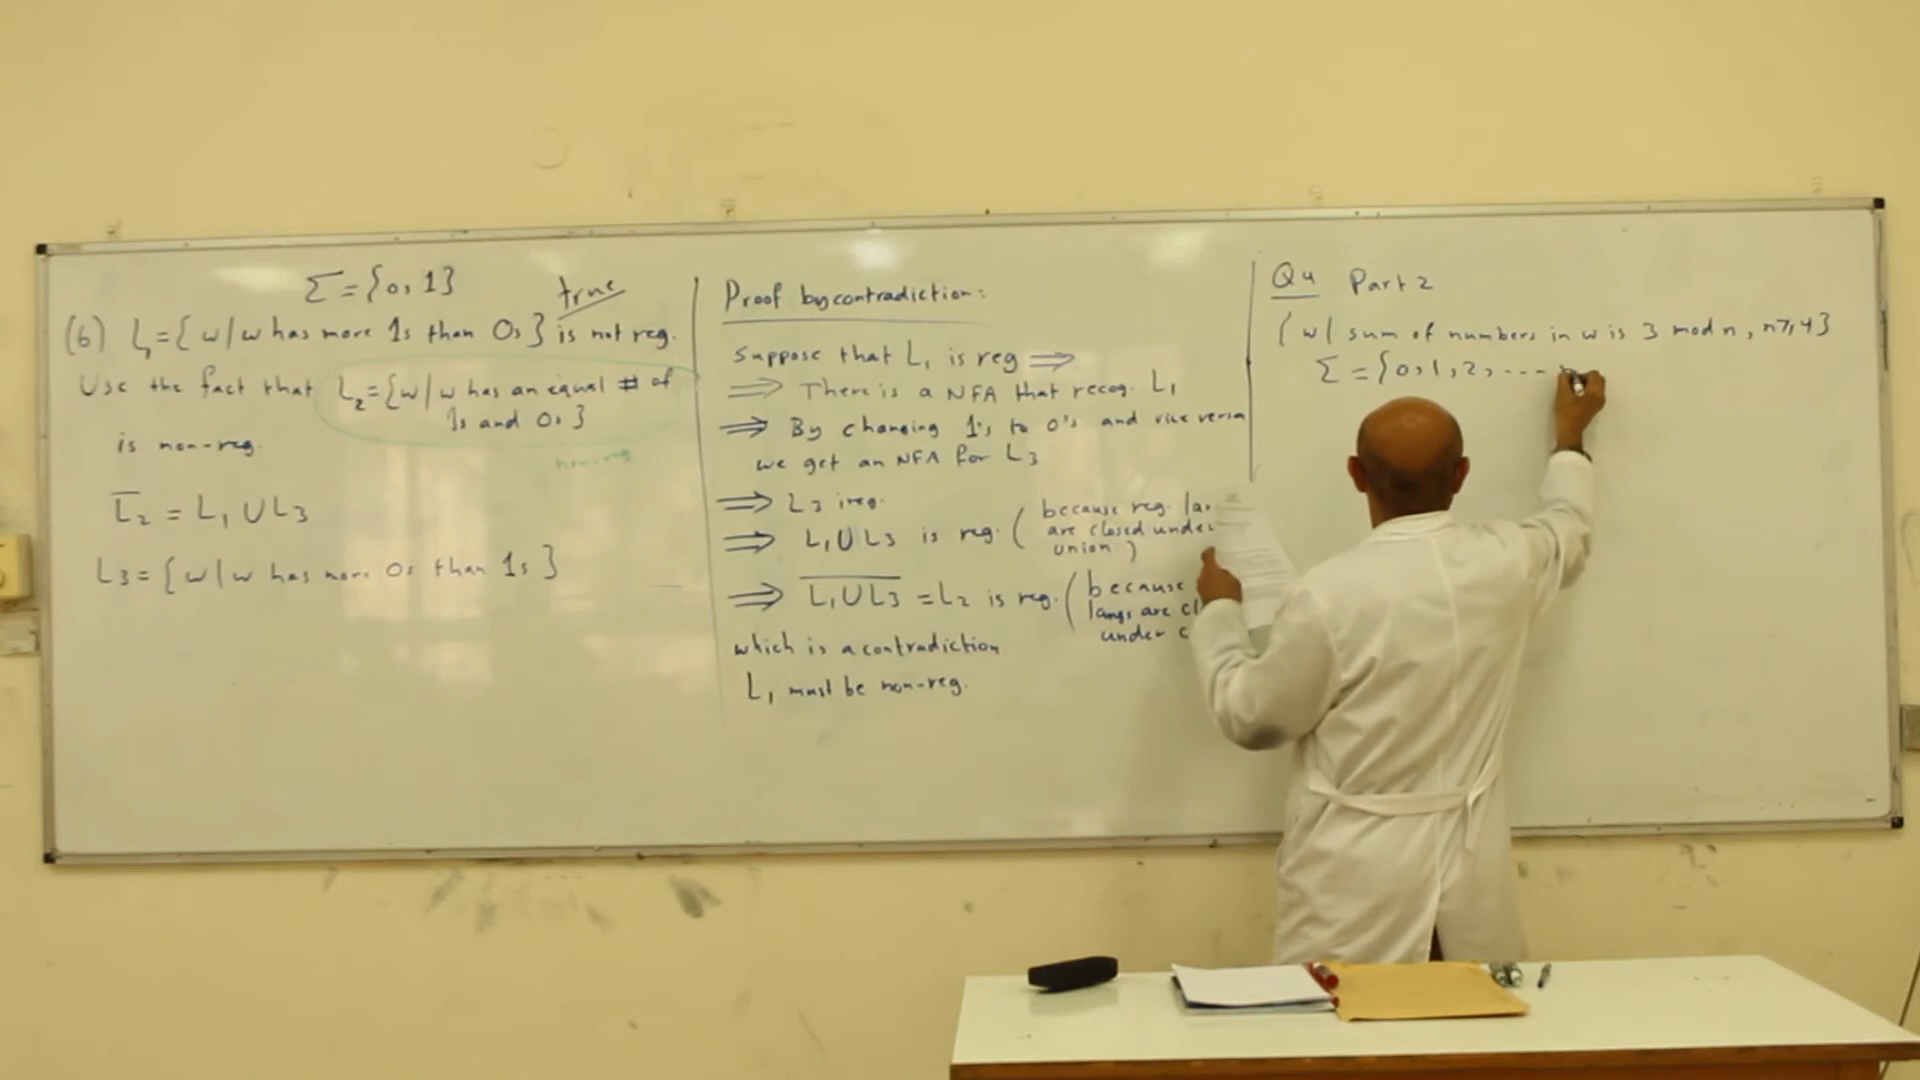 Σ = {0, 1}
true
(6) L₁ = { w | w has more 1s than 0s } is not reg.
Use the fact that L₂ = { w | w has an equal # of
1s and 0s }
is non-reg.
non-reg
L̅₂ = L₁ ∪ L₃
L₃ = { w | w has more 0s than 1s }
Proof by contradiction:
Suppose that L₁ is reg ⟹
⟹ There is a NFA that recog. L₁
⟹ By changing 1's to 0's and vice versa
we get an NFA for L₃
⟹ L₃ is reg.
⟹ L₁ ∪ L₃ is reg. ( because reg.
are closed under
union )
⟹ \overline{L₁ ∪ L₃} = L₂ is reg. ( because
langs are
under
which is a contradiction
L₁ must be non-reg.
Q4 Part 2
{ w | sum of numbers in w is 3 mod n, n ≥ 4 }
Σ = { 0, 1, 2, ....